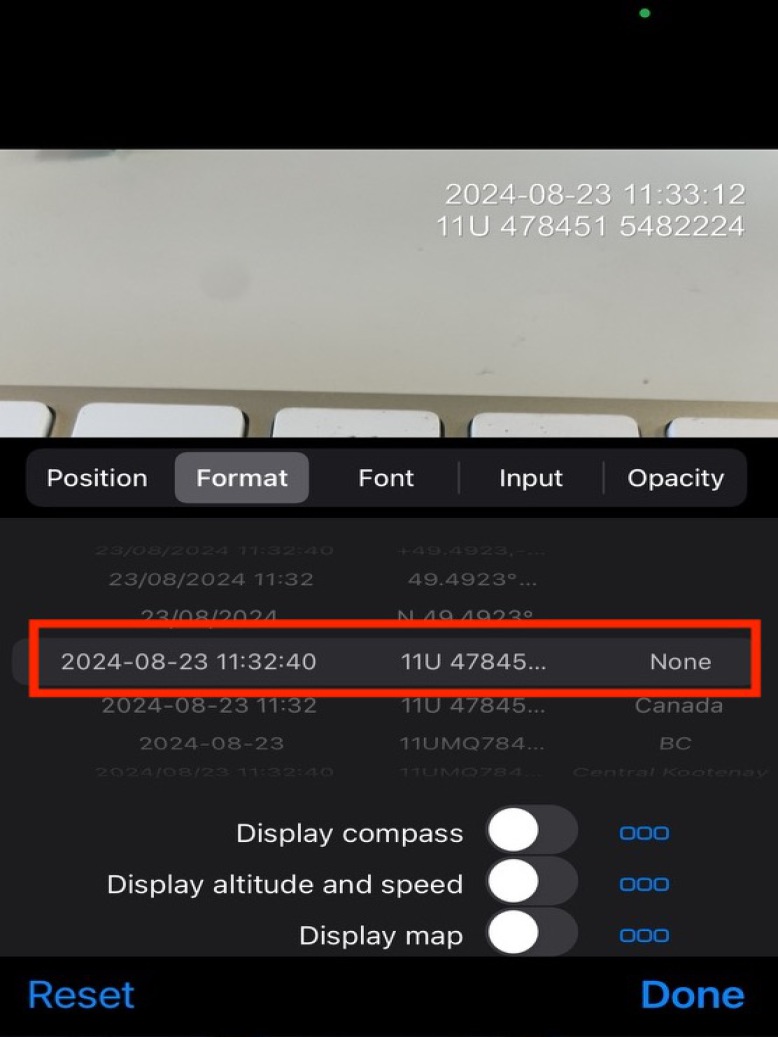 2024-08-23 11:33:12
11U 478451 5482224
Position Format Font Input Opacity
23/08/2024 11:32:40 +49.4923,-...
23/08/2024 11:32 49.4923°...
23/08/2024 N 49.4923°
2024-08-23 11:32:40 11U 47845... None
2024-08-23 11:32 11U 47845... Canada
2024-08-23 11UMQ784... BC
2024/08/23 11:32:40 11UMQ784... Central Kootenay
Display compass
Display altitude and speed
Display map
Reset Done